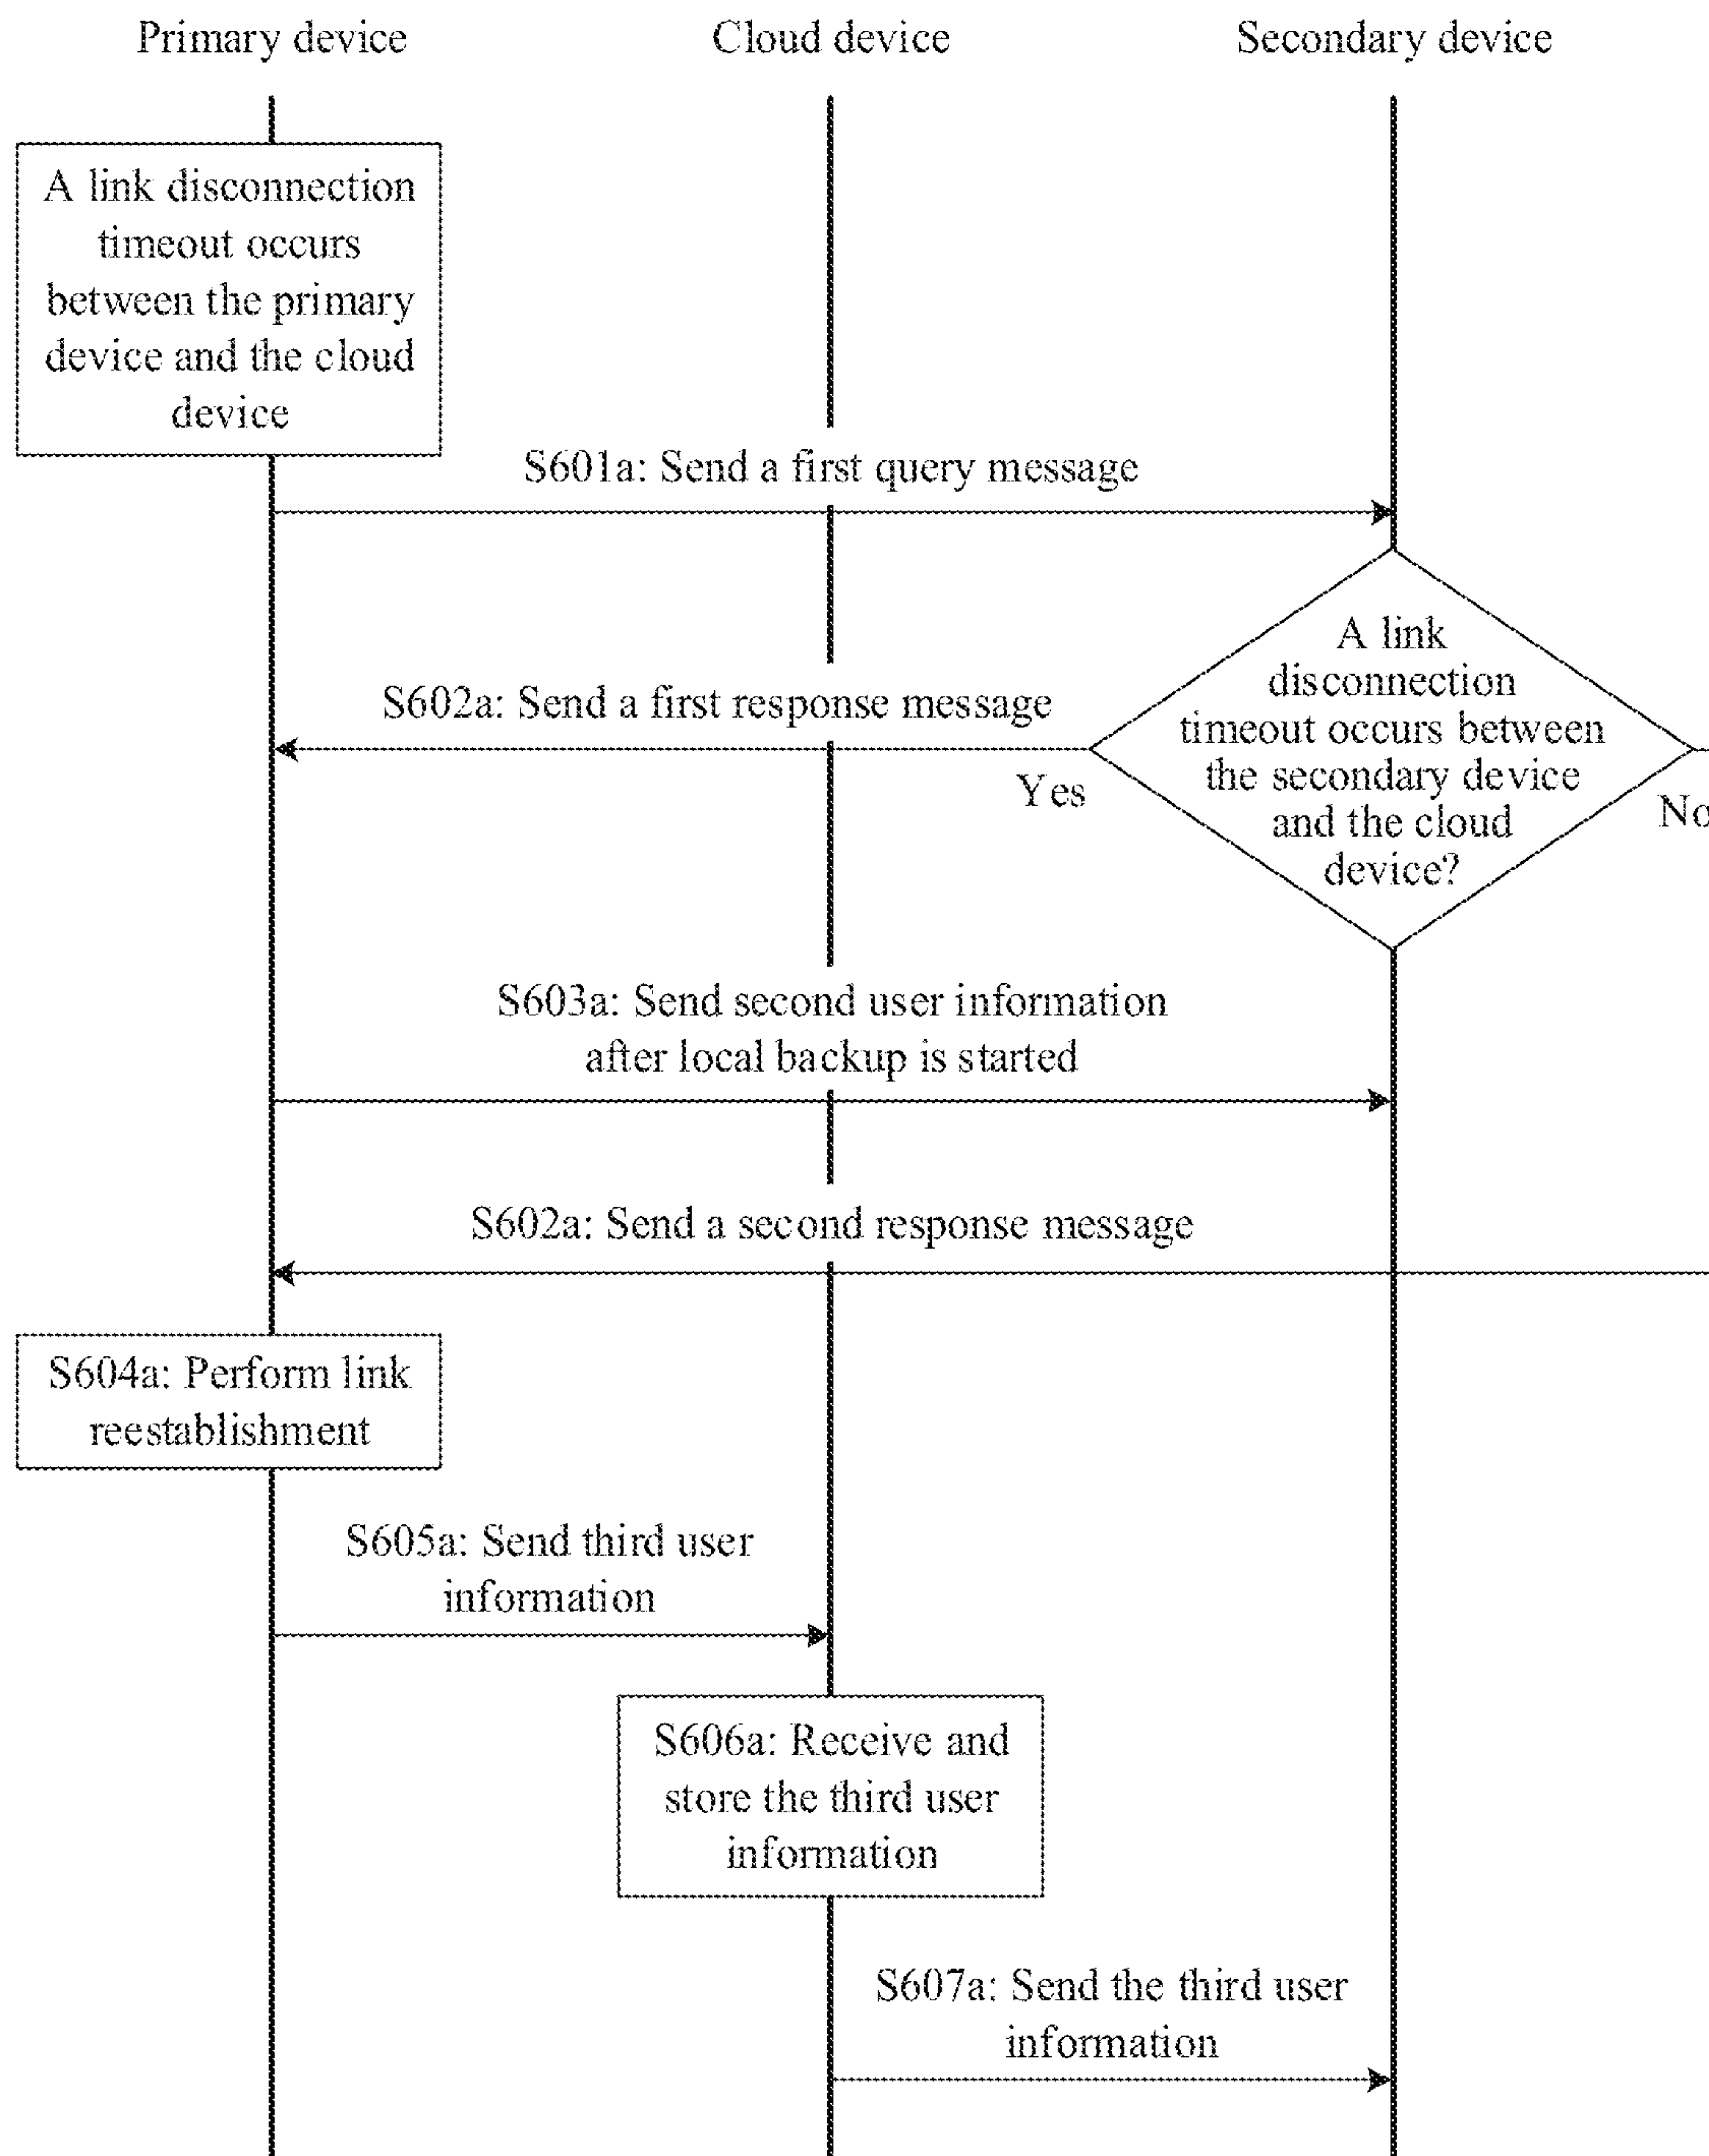 Primary device
Cloud device
Secondary device
A link disconnection
timeout occurs
between the primary
device and the cloud
device
S601a: Send a first query message
A link
disconnection
timeout occurs between
the secondary device
and the cloud
device?
S602a: Send a first response message
Yes
No
S603a: Send second user information
after local backup is started
S602a: Send a second response message
S604a: Perform link
reestablishment
S605a: Send third user
information
S606a: Receive and
store the third user
information
S607a: Send the third user
information